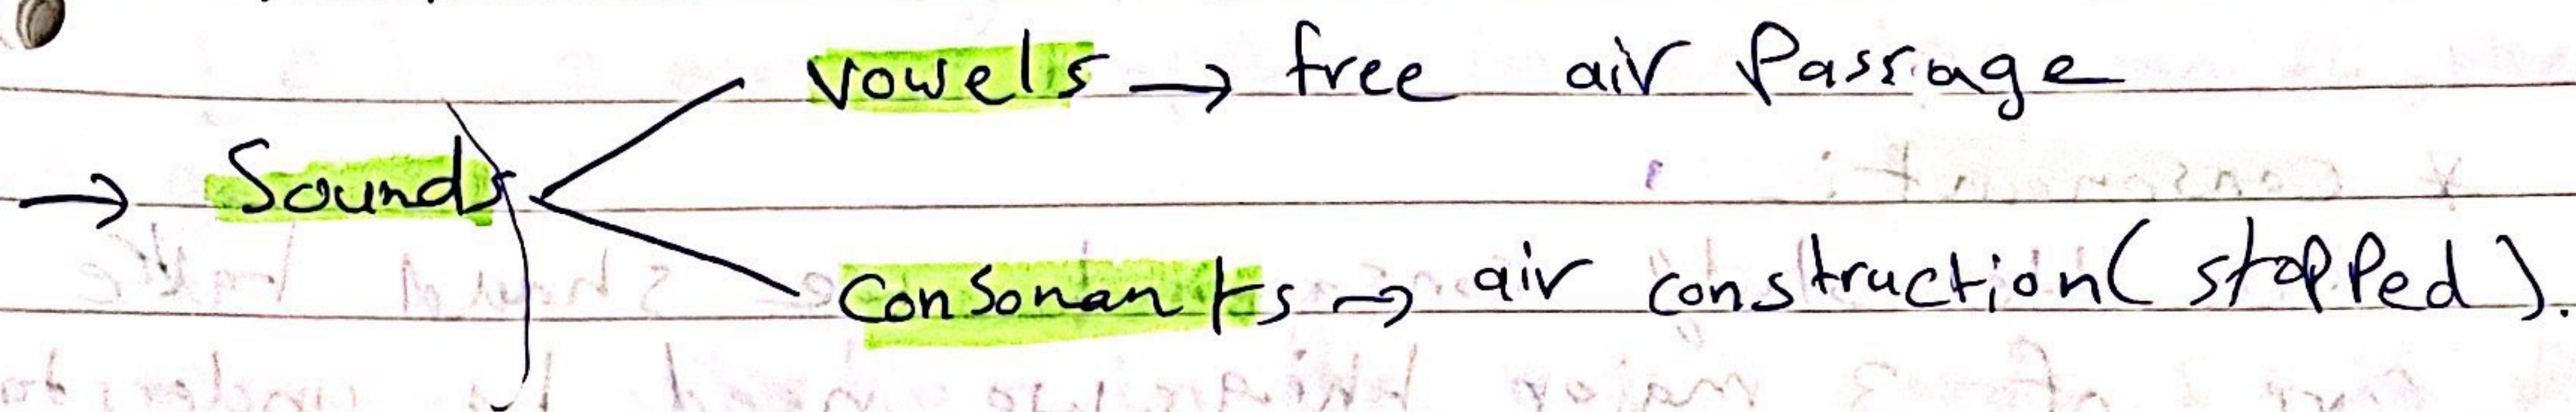 vowels → free air Passage
→ Sounds
Consonants → air construction (stopped).